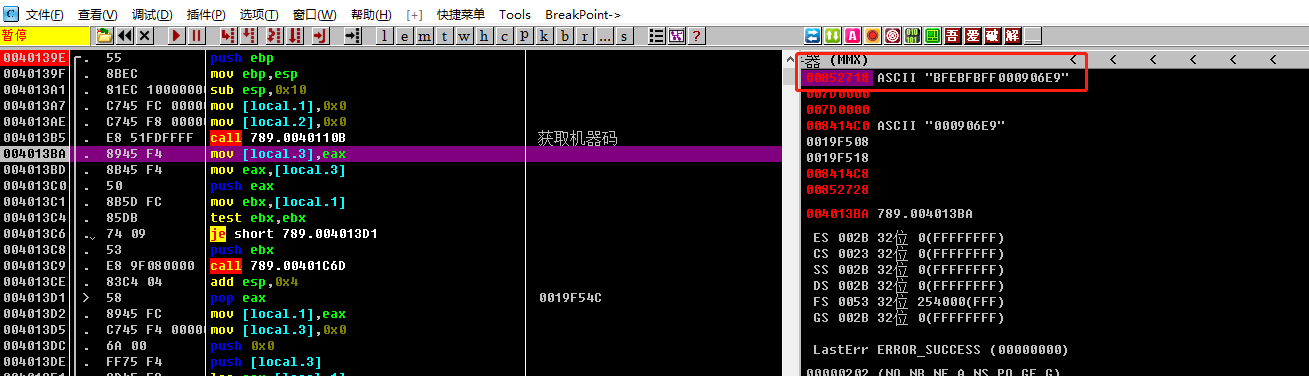 C 文件(F) 查看(V) 调试(D) 插件(P) 选项(T) 窗口(W) 帮助(H) [+] 快捷菜单 Tools BreakPoint->
暂停 l e m t w h c p k b r ... s ? A 吾 爱 破 解
0040139E 55 push ebp
0040139F . 8BEC mov ebp,esp
004013A1 . 81EC 1000000 sub esp,0x10
004013A7 . C745 FC 0000 mov [local.1],0x0
004013AE . C745 F8 0000 mov [local.2],0x0
004013B5 . E8 51FDFFFF call 789.0040110B 获取机器码
004013BA . 8945 F4 mov [local.3],eax
004013BD . 8B45 F4 mov eax,[local.3]
004013C0 . 50 push eax
004013C1 . 8B5D FC mov ebx,[local.1]
004013C4 . 85DB test ebx,ebx
004013C6 . 74 09 je short 789.004013D1
004013C8 . 53 push ebx
004013C9 . E8 9F080000 call 789.00401C6D
004013CE . 83C4 04 add esp,0x4
004013D1 > 58 pop eax 0019F54C
004013D2 . 8945 FC mov [local.1],eax
004013D5 . C745 F4 0000 mov [local.3],0x0
004013DC . 6A 00 push 0x0
004013DE . FF75 F4 push [local.3]
器 (MMX) < < < < < <
00852718 ASCII "BFEBFBFF000906E9"
007D0000
007D0000
008414C0 ASCII "000906E9"
0019F508
0019F518
008414C8
00852728
004013BA 789.004013BA
ES 002B 32位 0(FFFFFFFF)
CS 0023 32位 0(FFFFFFFF)
SS 002B 32位 0(FFFFFFFF)
DS 002B 32位 0(FFFFFFFF)
FS 0053 32位 254000(FFF)
GS 002B 32位 0(FFFFFFFF)
LastErr ERROR_SUCCESS (00000000)
00000202 (NO,NB,NE,A,NS,PO,GE,G)